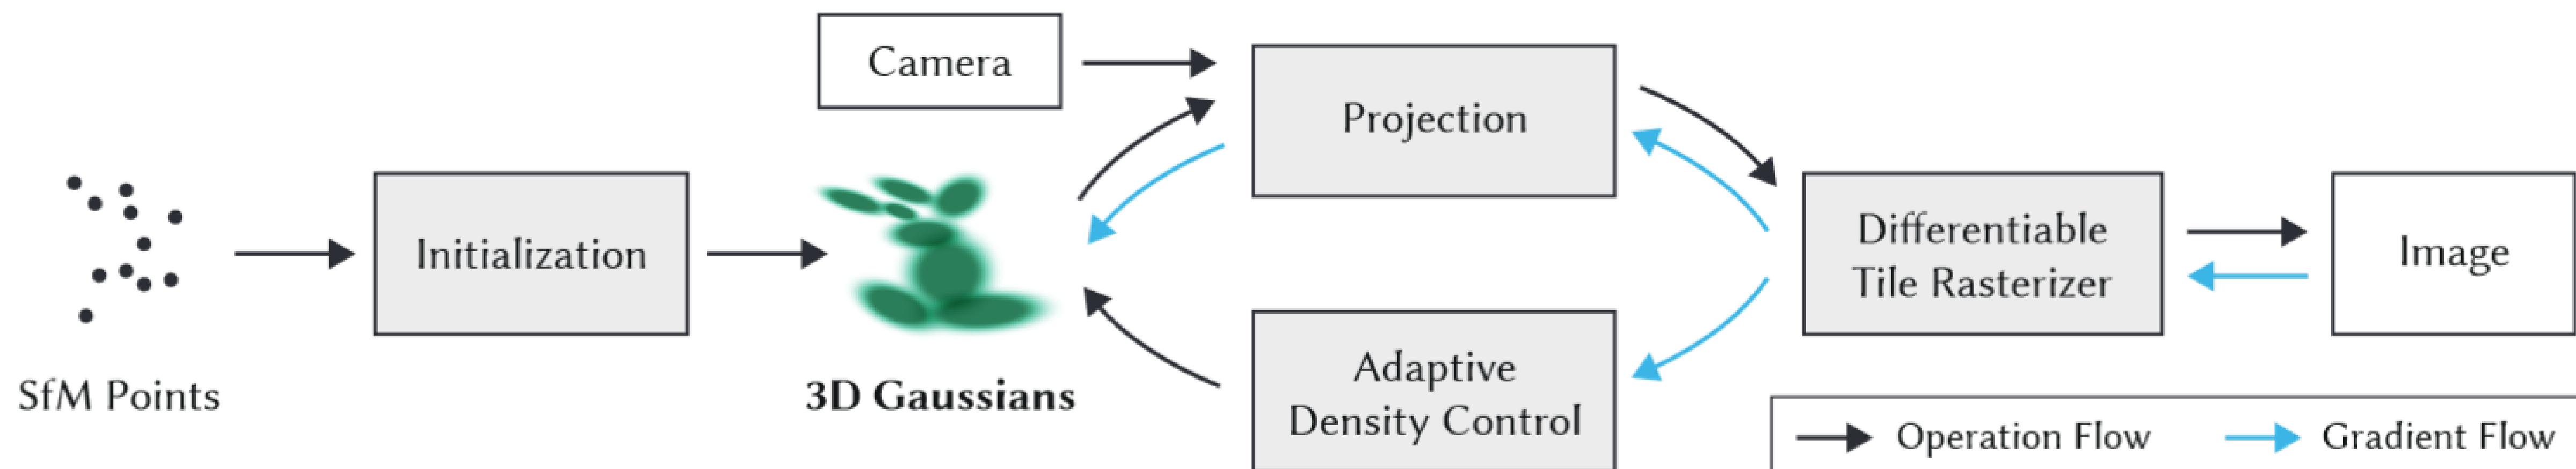 Camera
Projection
Initialization
Differentiable
Tile Rasterizer
Image
SfM Points
3D Gaussians
Adaptive
Density Control
Operation Flow
Gradient Flow